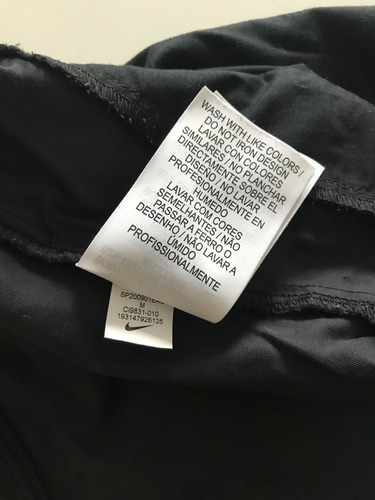 WASH WITH LIKE COLORS /
DO NOT IRON DESIGN
LAVAR CON COLORES
SIMILARES / NO PLANCHAR
DIRECTAMENTE SOBRE EL
DISEÑO / NO LAVAR
PROFESIONALMENTE EN
HUMEDO
LAVAR COM CORES
SEMELHANTES / NÃO
PASSAR A FERRO O
DESENHO / NÃO LAVAR A
ÚMIDO
PROFISSIONALMENTE
M
CI9831-010
193147926125